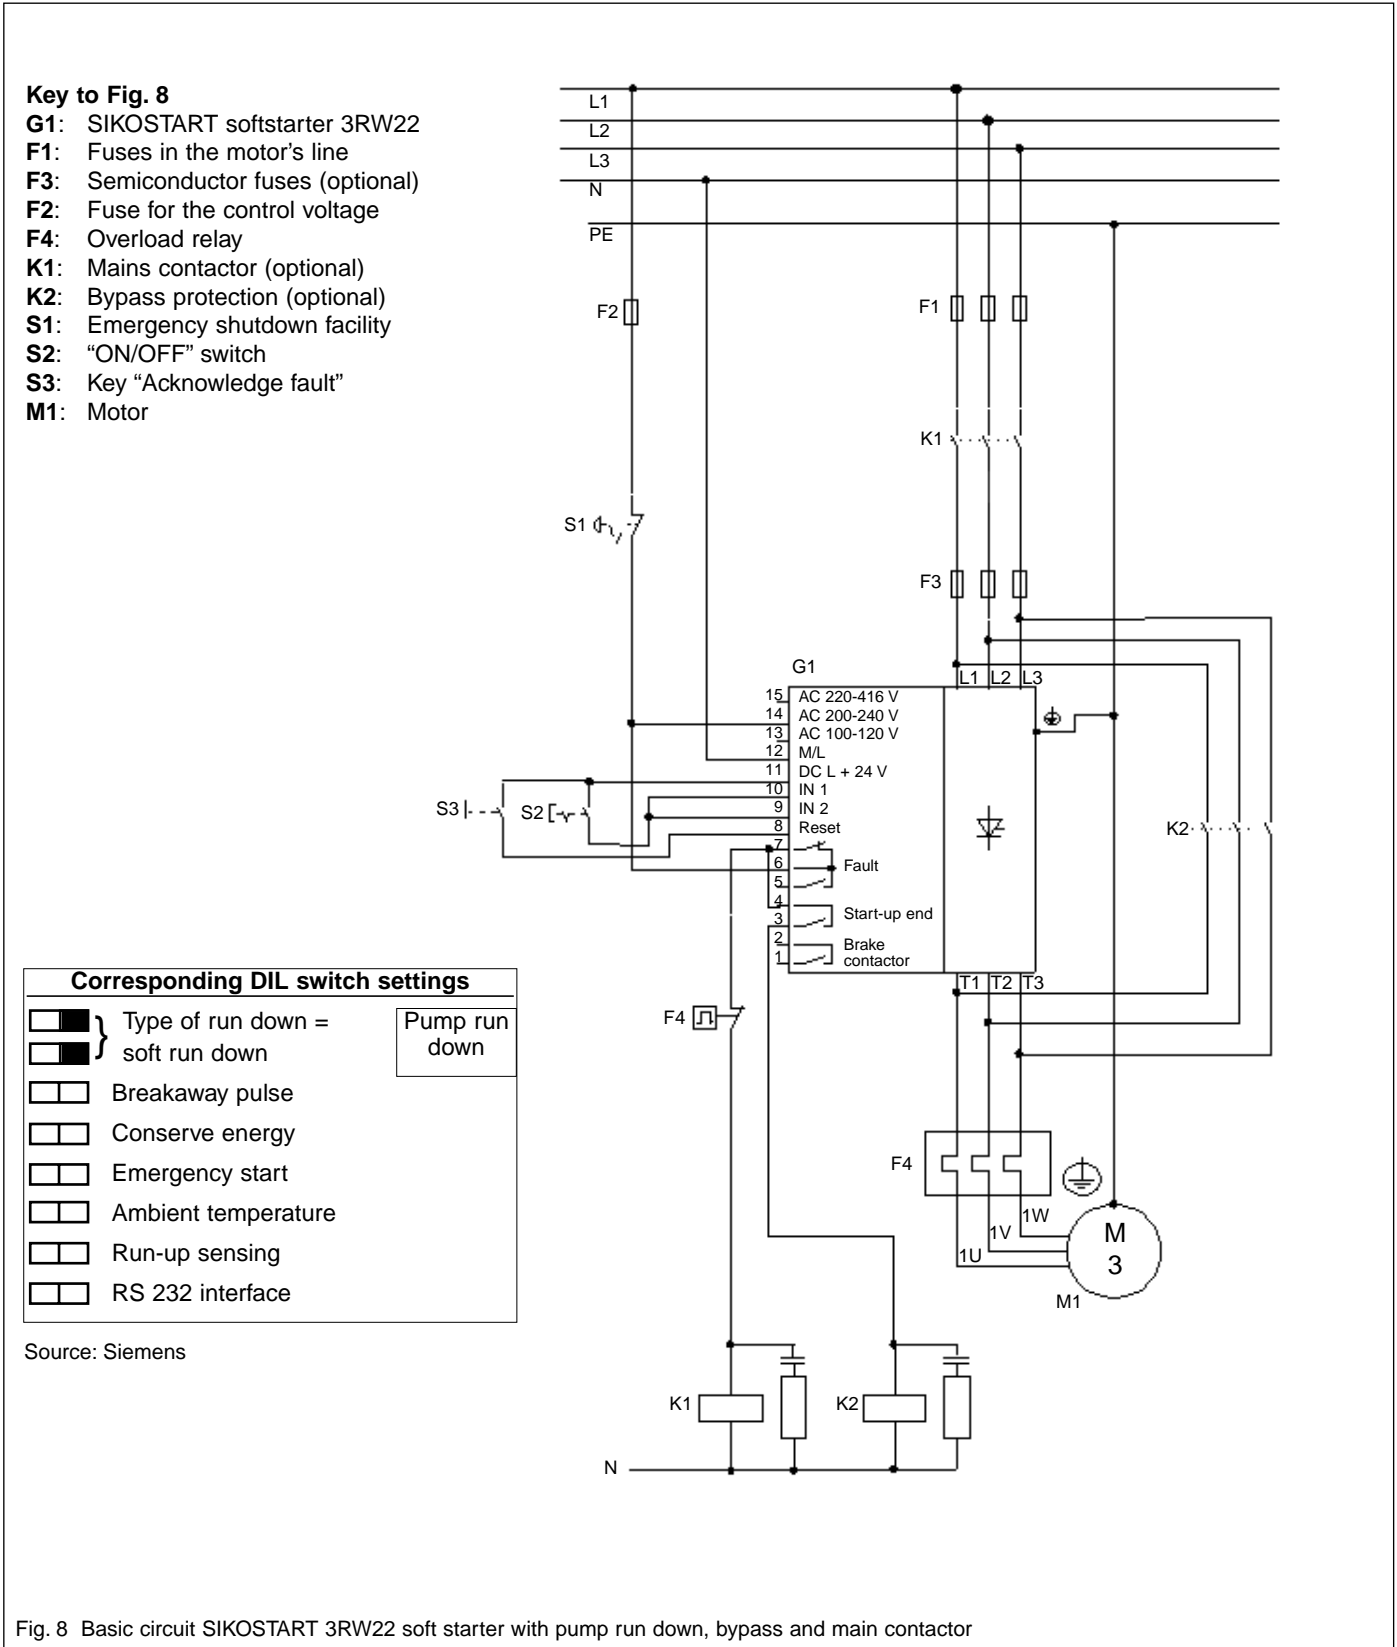 Key to Fig. 8
G1: SIKOSTART softstarter 3RW22
F1: Fuses in the motor's line
F3: Semiconductor fuses (optional)
F2: Fuse for the control voltage
F4: Overload relay
K1: Mains contactor (optional)
K2: Bypass protection (optional)
S1: Emergency shutdown facility
S2: “ON/OFF” switch
S3: Key “Acknowledge fault”
M1: Motor
L1
L2
L3
N
PE
F2
F1
K1
S1
F3
G1
L1 L2 L3
15 AC 220-416 V
14 AC 200-240 V
13 AC 100-120 V
12 M/L
11 DC L + 24 V
10 IN 1
9 IN 2
8 Reset
7
6 Fault
5
4
3 Start-up end
2 Brake
1 contactor
S3
S2
K2
T1 T2 T3
F4
F4
1W
1V
1U
M
3
M1
Corresponding DIL switch settings
Type of run down =
soft run down
Pump run
down
Breakaway pulse
Conserve energy
Emergency start
Ambient temperature
Run-up sensing
RS 232 interface
Source: Siemens
K1
K2
N
Fig. 8 Basic circuit SIKOSTART 3RW22 soft starter with pump run down, bypass and main contactor